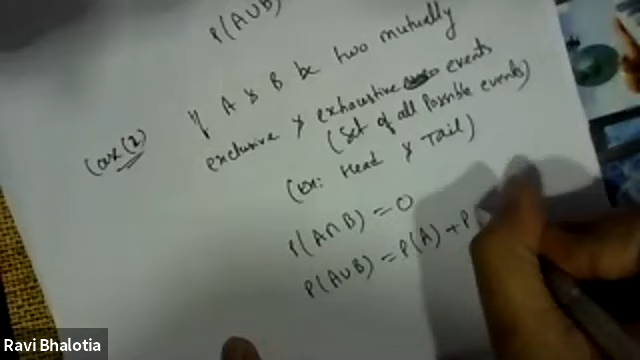 P(A∪B)
Case (2) If A & B be two mutually
exclusive & exhaustive events
(Set of all Possible events)
(Ex: Head & Tail)
P(A∩B) = 0
P(A∪B) = P(A) + P
Ravi Bhalotia